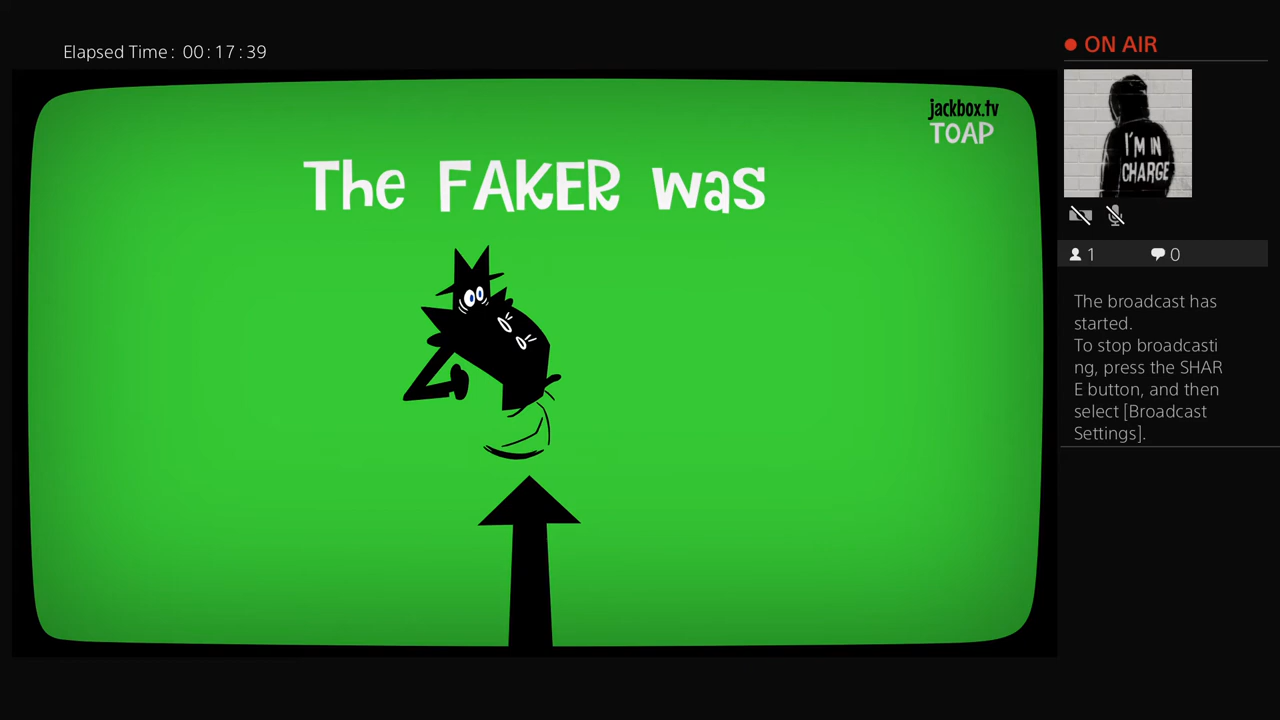 Elapsed Time: 00:17:39
ON AIR
jackbox.tv
TOAP
The FAKER was
I'M IN
CHARGE
1
0
The broadcast has
started.
To stop broadcasti
ng, press the SHAR
E button, and then
select [Broadcast
Settings].